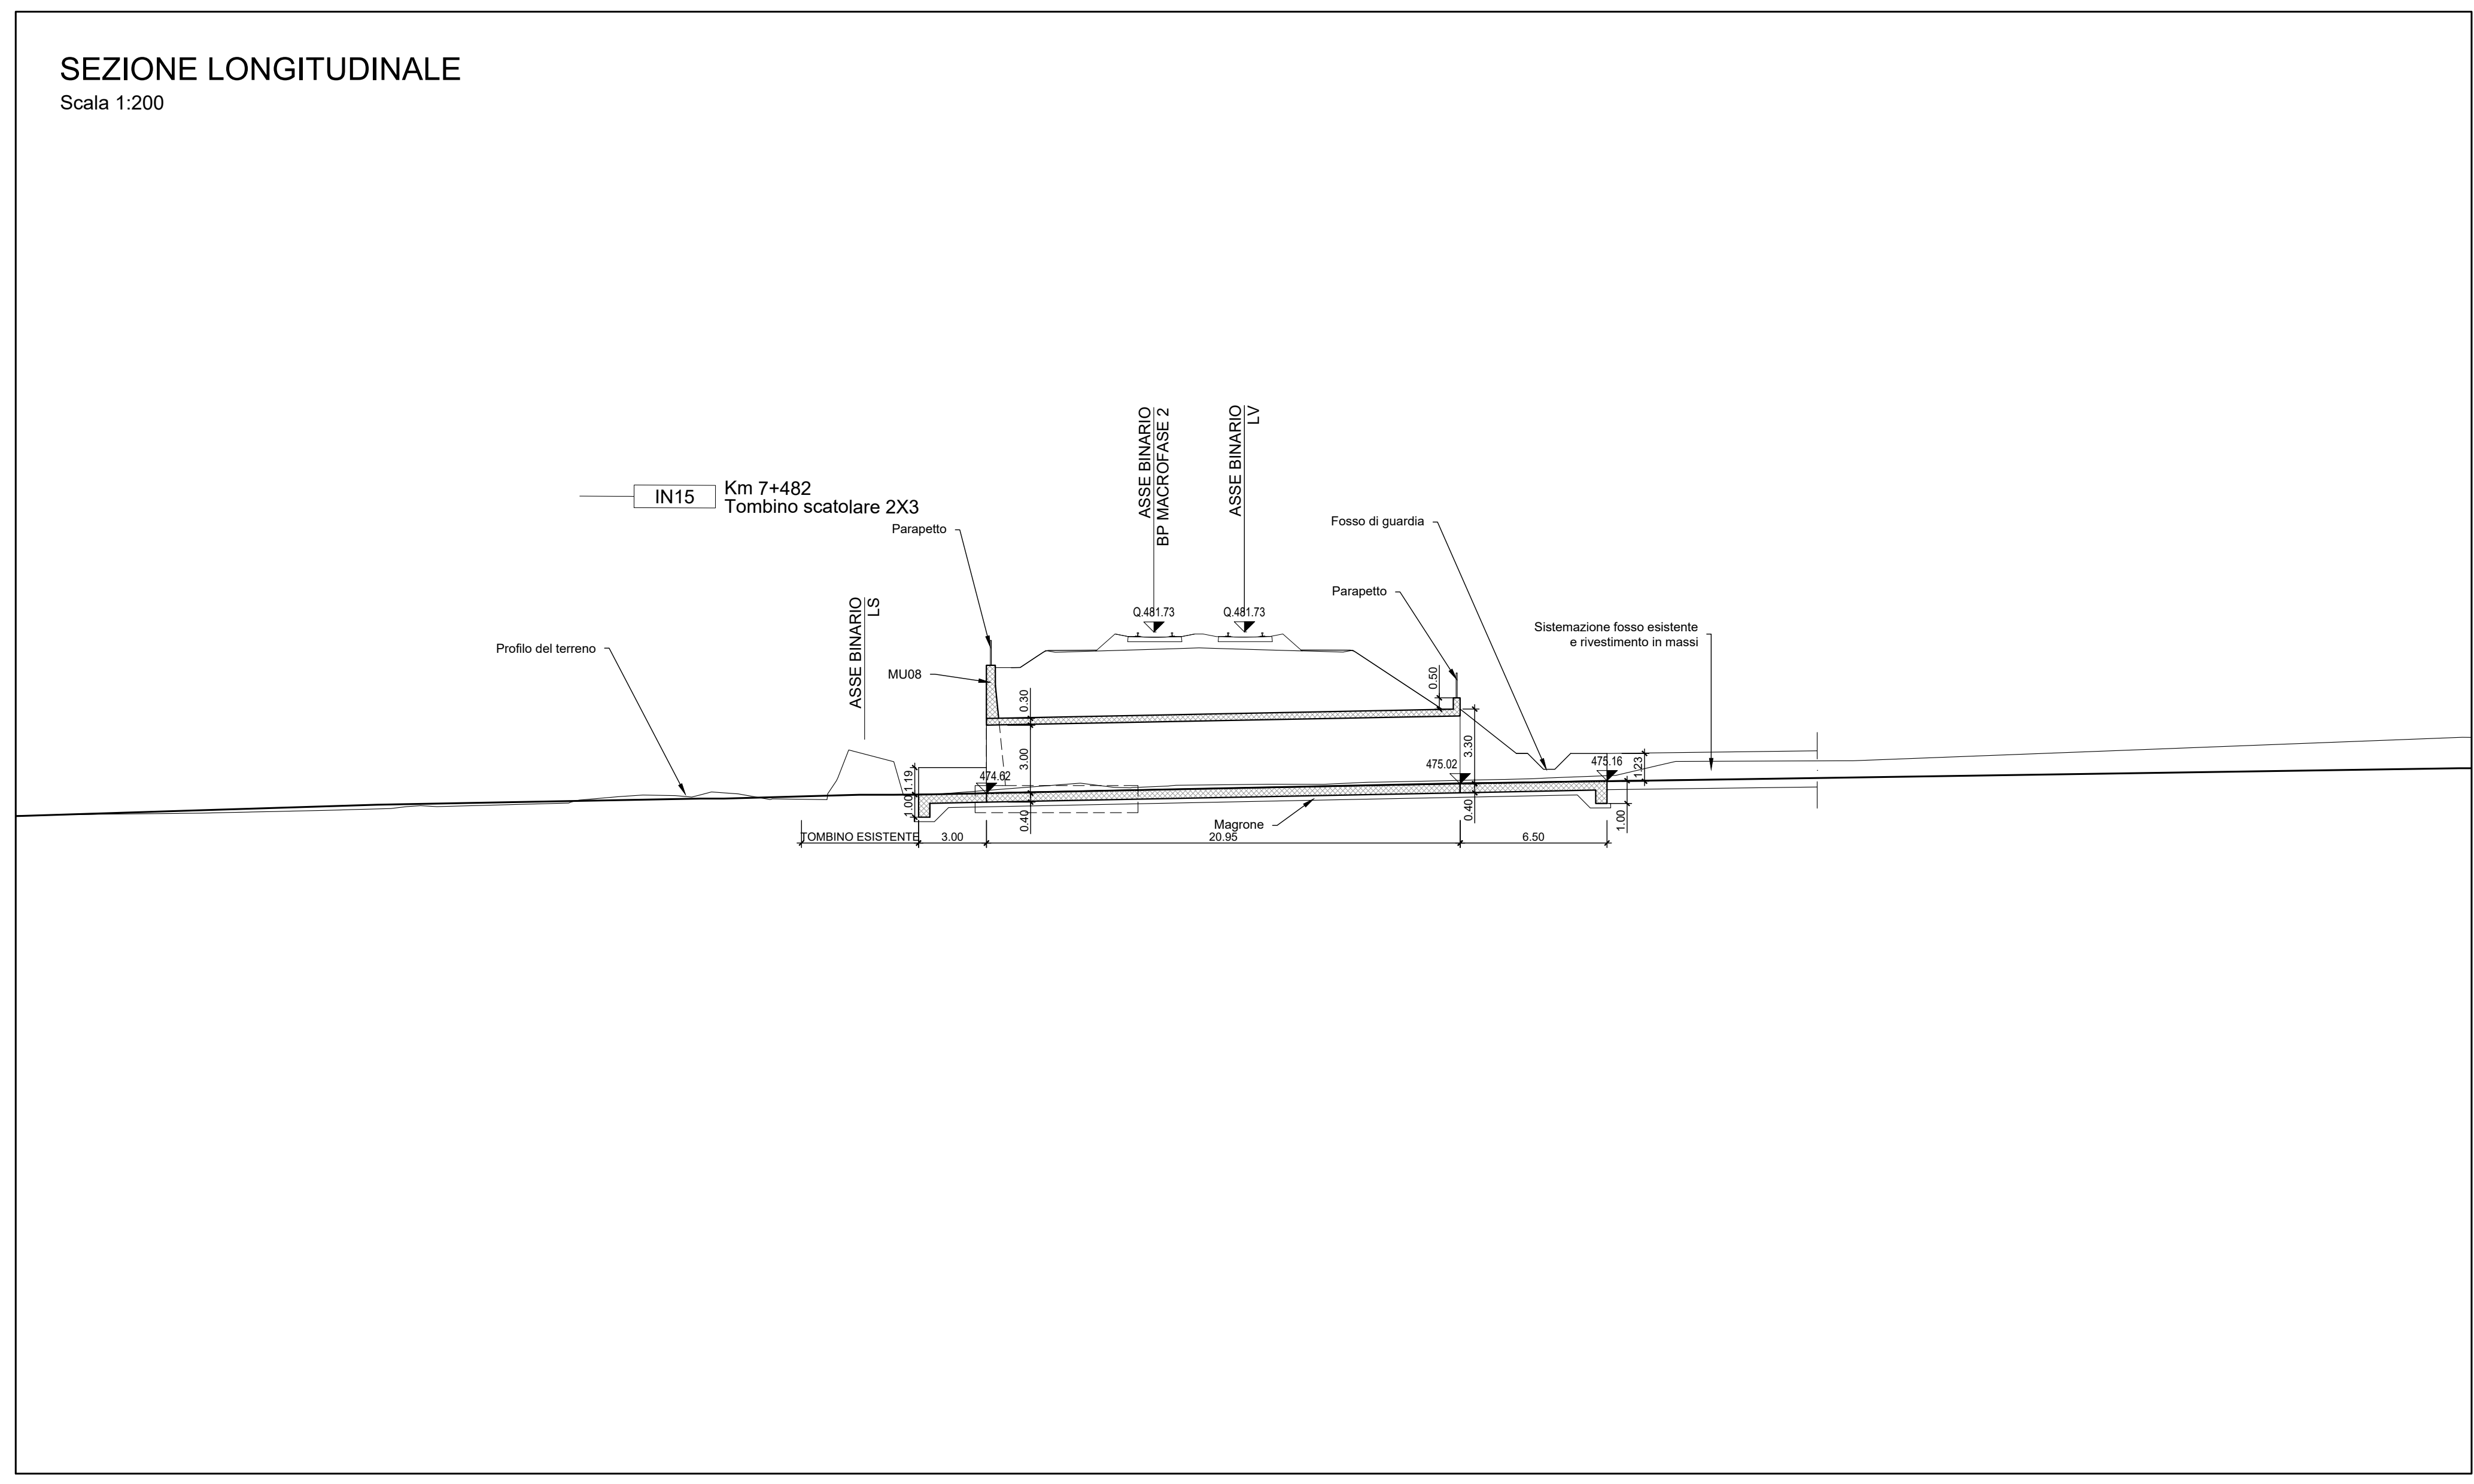 SEZIONE LONGITUDINALE
Scala 1:200
ASSE BINARIO
BP MACROFASE 2
ASSE BINARIO
LV
IN15
Km 7+482
Tombino scatolare 2X3
Parapetto
Fosso di guardia
Parapetto
ASSE BINARIO
LS
Q.481.73
Q.481.73
Sistemazione fosso esistente
e rivestimento in massi
Profilo del terreno
MU08
0.50
0.30
3.00
3.30
1.23
1.19
474.62
475.02
475.16
1.00
0.40
0.40
1.00
Magrone
TOMBINO ESISTENTE
3.00
20.95
6.50